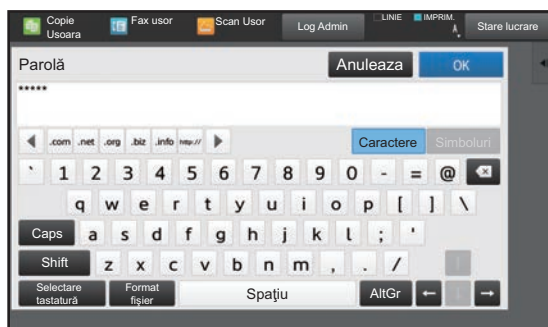 Copie Usoara
Fax usor
Scan Usor
Log Admin
LINIE
IMPRIM.
Stare lucrare
Parolă
Anuleaza
OK
*****
.com .net .org .biz .info http://
Caractere
Simboluri
` 1 2 3 4 5 6 7 8 9 0 - = @
q w e r t y u i o p [ ] \
Caps a s d f g h j k l ; '
Shift z x c v b n m , . /
Selectare tastatură
Format fișier
Spațiu
AltGr ← ↓ →